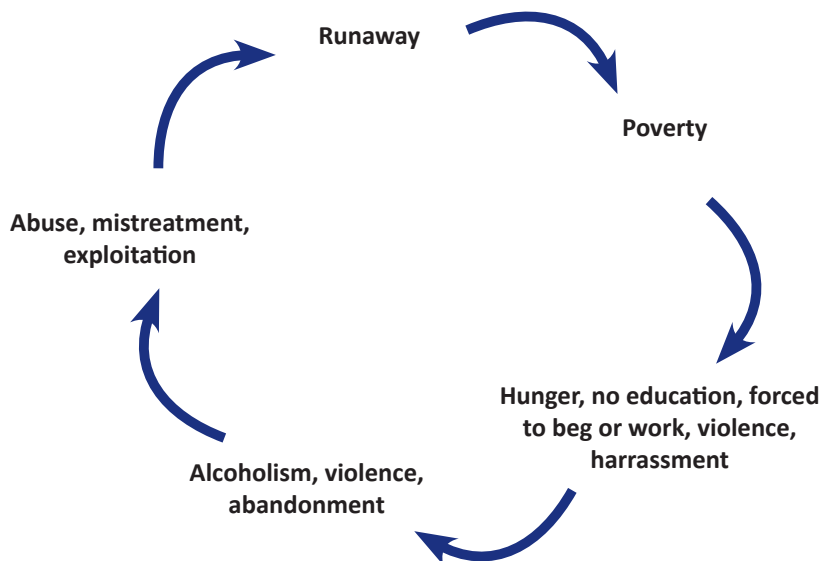 Runaway
Poverty
Hunger, no education, forced
to beg or work, violence,
harrassment
Alcoholism, violence,
abandonment
Abuse, mistreatment,
exploitation